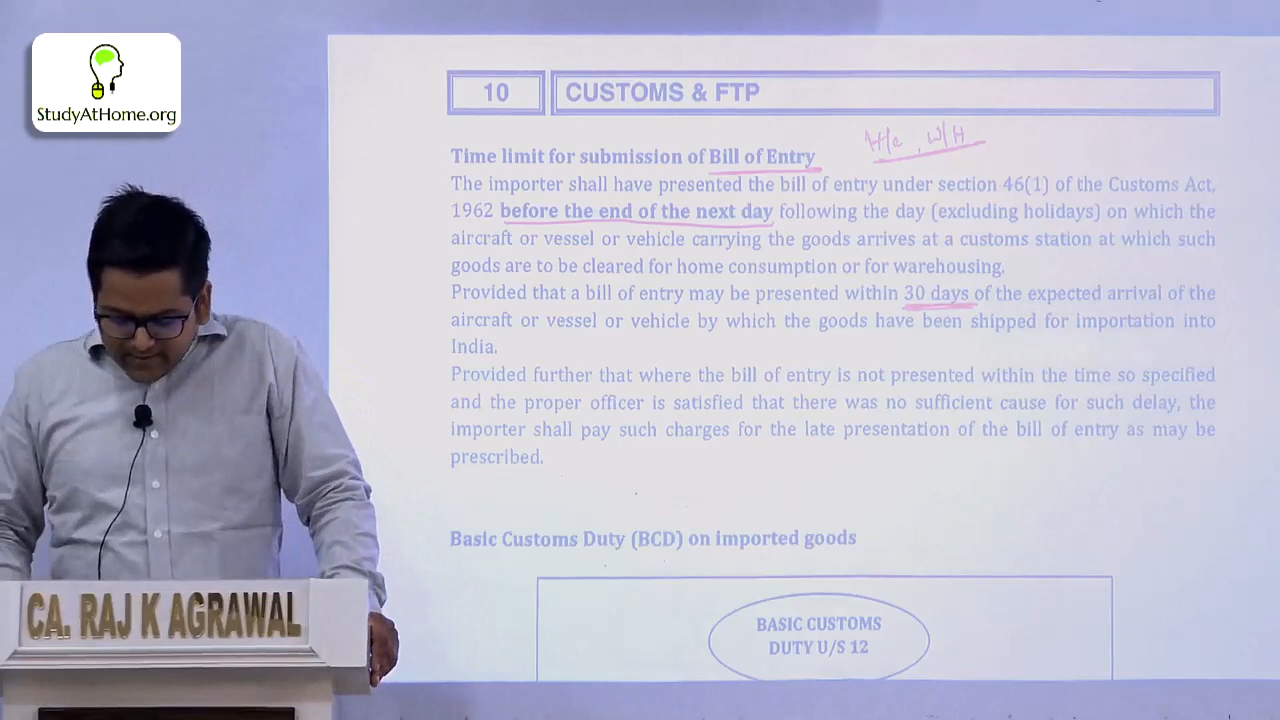 StudyAtHome.org
10 CUSTOMS & FTP
H/c, W/H
Time limit for submission of Bill of Entry
The importer shall have presented the bill of entry under section 46(1) of the Customs Act,
1962 before the end of the next day following the day (excluding holidays) on which the
aircraft or vessel or vehicle carrying the goods arrives at a customs station at which such
goods are to be cleared for home consumption or for warehousing.
Provided that a bill of entry may be presented within 30 days of the expected arrival of the
aircraft or vessel or vehicle by which the goods have been shipped for importation into
India.
Provided further that where the bill of entry is not presented within the time so specified
and the proper officer is satisfied that there was no sufficient cause for such delay, the
importer shall pay such charges for the late presentation of the bill of entry as may be
prescribed.
Basic Customs Duty (BCD) on imported goods
BASIC CUSTOMS
DUTY U/S 12
CA. RAJ K AGRAWAL